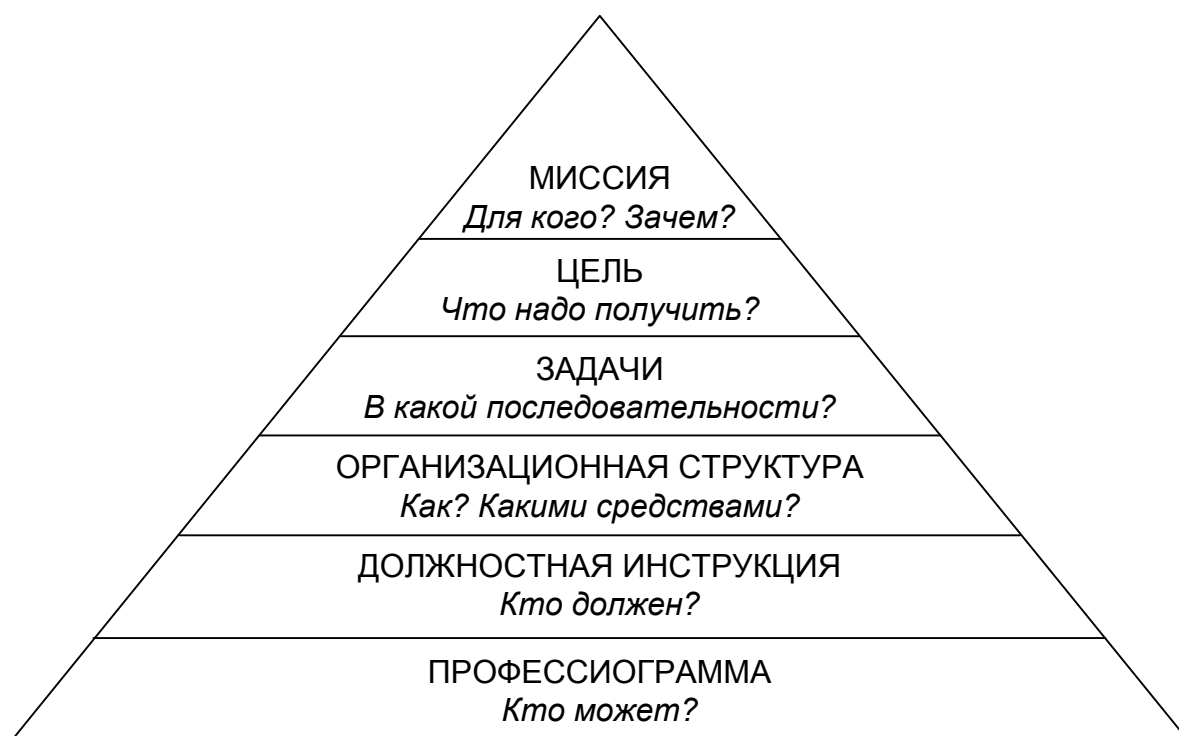 МИССИЯ
Для кого? Зачем?
ЦЕЛЬ
Что надо получить?
ЗАДАЧИ
В какой последовательности?
ОРГАНИЗАЦИОННАЯ СТРУКТУРА
Как? Какими средствами?
ДОЛЖНОСТНАЯ ИНСТРУКЦИЯ
Кто должен?
ПРОФЕССИОГРАММА
Кто может?